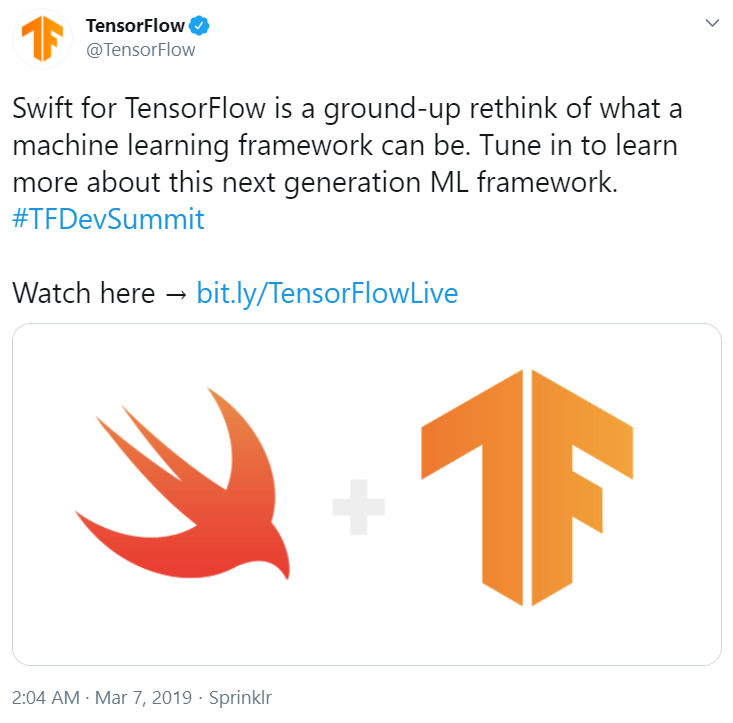 TensorFlow
@TensorFlow
Swift for TensorFlow is a ground-up rethink of what a
machine learning framework can be. Tune in to learn
more about this next generation ML framework.
#TFDevSummit
Watch here → bit.ly/TensorFlowLive
2:04 AM · Mar 7, 2019 · Sprinklr